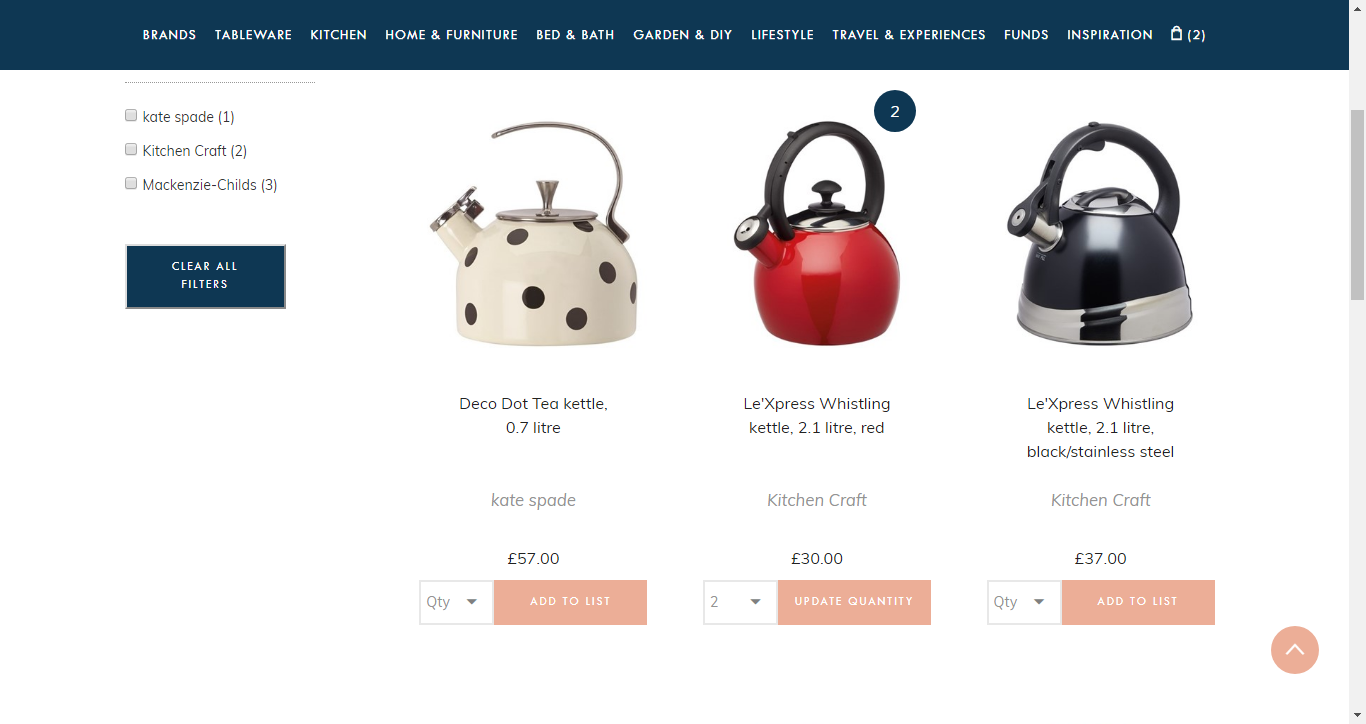 BRANDS TABLEWARE KITCHEN HOME & FURNITURE BED & BATH GARDEN & DIY LIFESTYLE TRAVEL & EXPERIENCES FUNDS INSPIRATION (2)
kate spade (1)
Kitchen Craft (2)
Mackenzie-Childs (3)
CLEAR ALL
FILTERS
2
Deco Dot Tea kettle,
0.7 litre
kate spade
£57.00
Qty ADD TO LIST
Le'Xpress Whistling
kettle, 2.1 litre, red
Kitchen Craft
£30.00
2 UPDATE QUANTITY
Le'Xpress Whistling
kettle, 2.1 litre,
black/stainless steel
Kitchen Craft
£37.00
Qty ADD TO LIST